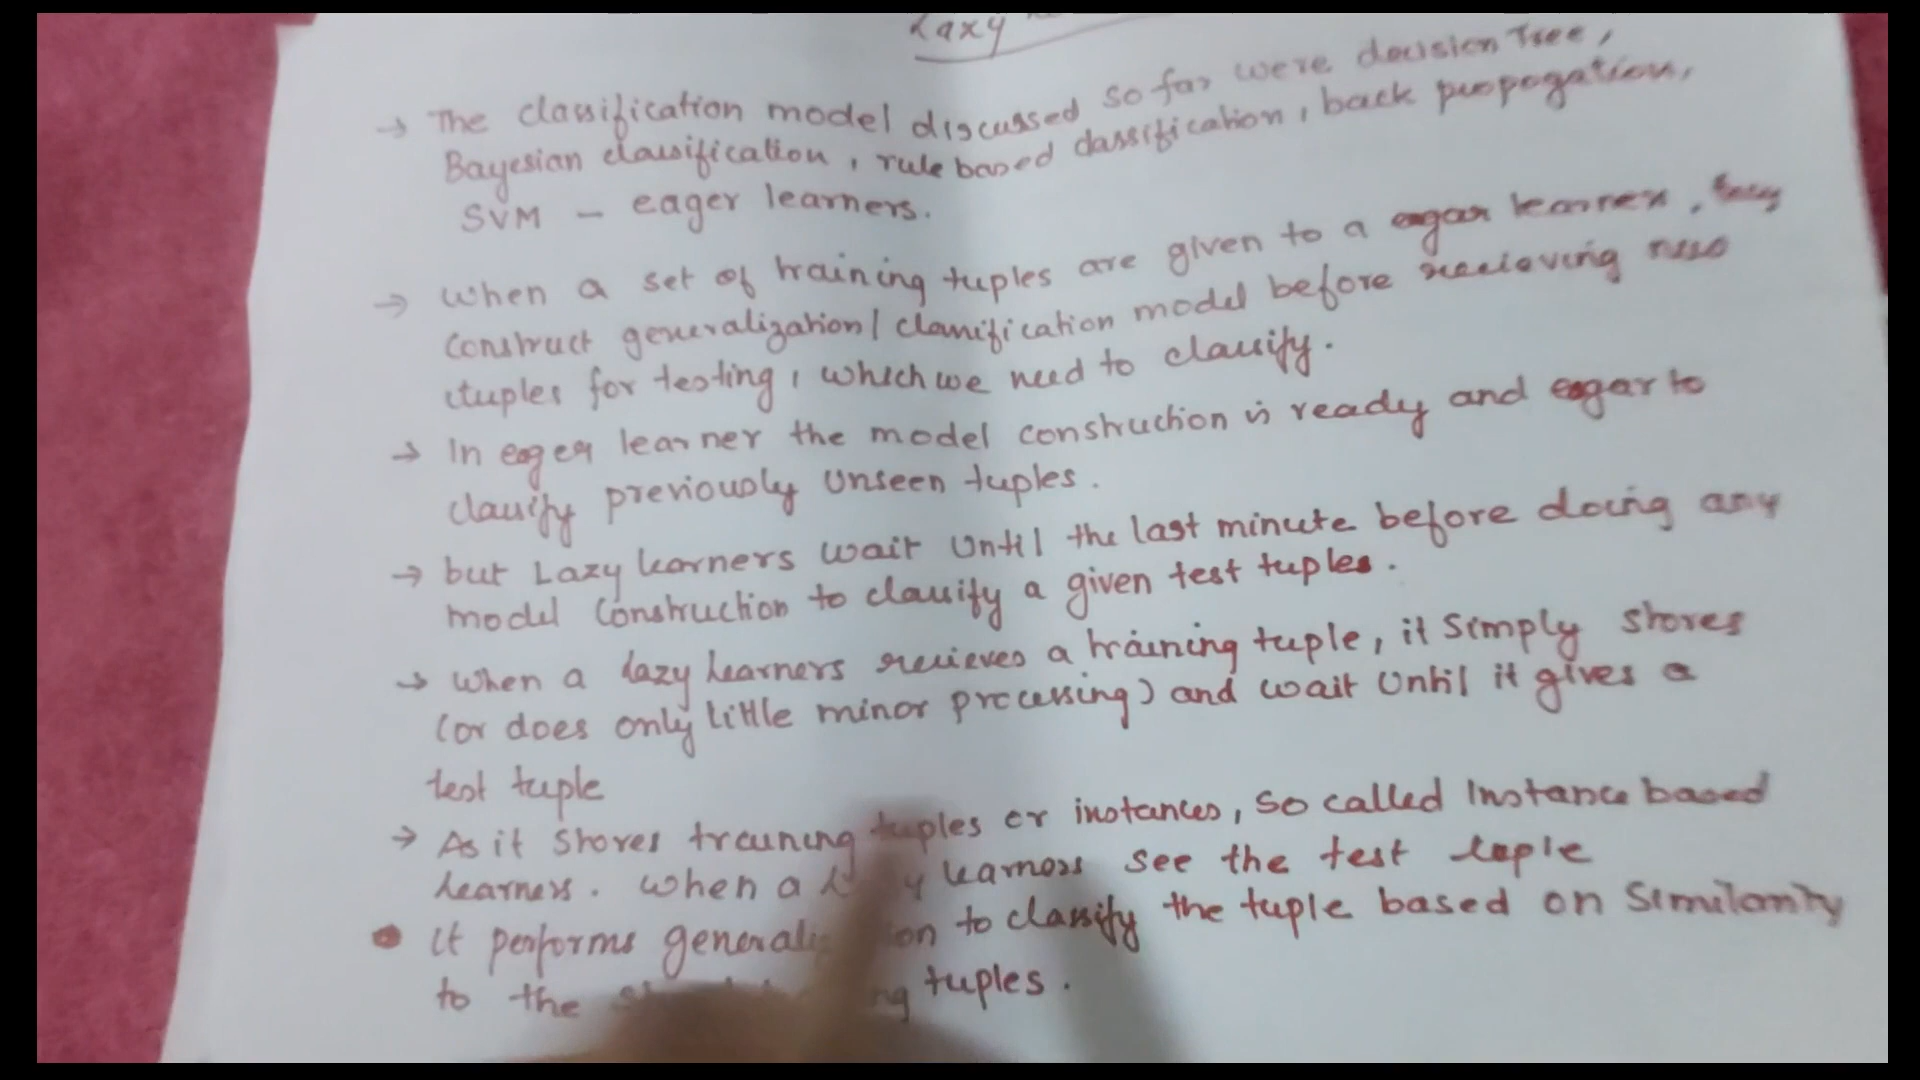 Lazy
→ The classification model discussed so far were decision Tree,
Bayesian classification, rule based classification, back propogation,
SVM - eager learners.
→ When a set of training tuples are given to a eagar learner, they
construct generalization/classification model before recieving new
tuples for testing, which we need to classify.
→ In eager learner the model construction is ready and eagar to
classify previously unseen tuples.
→ but Lazy learners wait until the last minute before doing any
model construction to classify a given test tuples.
→ When a lazy learners recieves a training tuple, it simply stores
(or does only little minor processing) and wait until it gives a
test tuple
→ As it stores training tuples or instances, so called Instance based
learners. When a learners see the test tuple
• it performs to classify the tuple based on similarity
to the tuples.